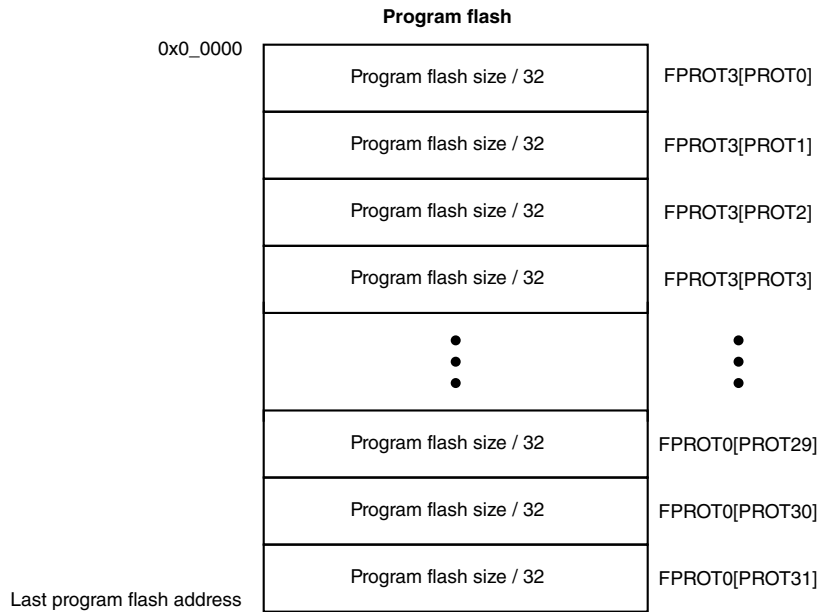 Program flash
0x0_0000
Program flash size / 32 FPROT3[PROT0]
Program flash size / 32 FPROT3[PROT1]
Program flash size / 32 FPROT3[PROT2]
Program flash size / 32 FPROT3[PROT3]
Program flash size / 32 FPROT0[PROT29]
Program flash size / 32 FPROT0[PROT30]
Program flash size / 32 FPROT0[PROT31]
Last program flash address